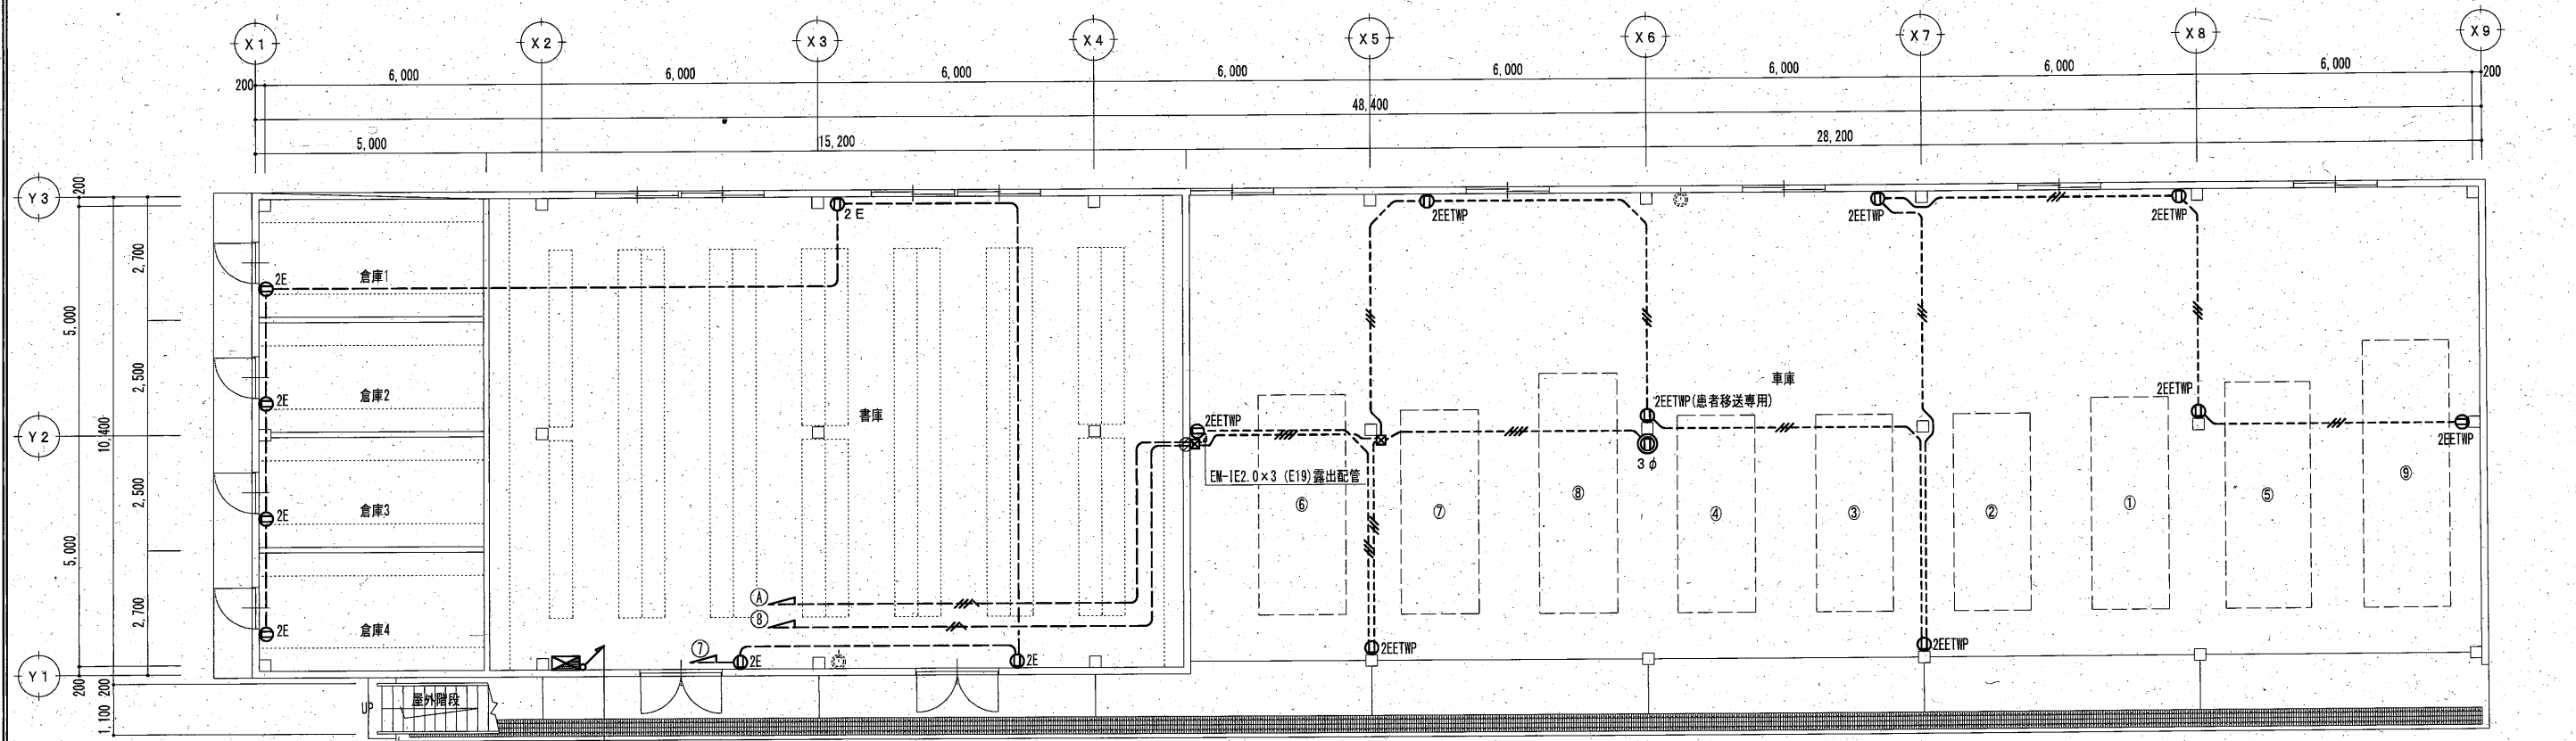 X1 X2 X3 X4 X5 X6 X7 X8 X9
200 6,000 6,000 6,000 6,000 6,000 6,000 6,000 6,000 200
48,400
5,000 15,200 28,200
Y3
200
2 E
2EETWP 2EETWP 2EETWP
2,700
2E 倉庫1
5,000
2,500
2E 倉庫2
書庫
車庫
2EETWP(患者移送専用)
2EETWP
2EETWP
2EETWP
Y2
10,400
3φ
EM-IE2.0×3 (E19)露出配管
⑥ ⑦ ⑧ ④ ③ ② ① ⑤ ⑨
2,500
2E 倉庫3
5,000
2,700
Ⓐ
⑧
2E 倉庫4
⑦
2E 2E
2EETWP 2EETWP
Y1
200 200
1,100
UP 屋外階段